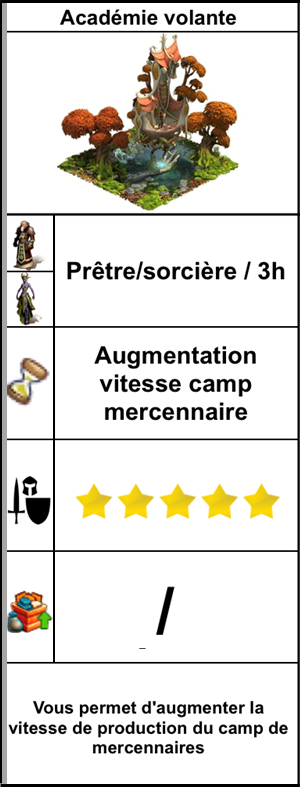 Académie volante
Prêtre/sorcière / 3h
Augmentation
vitesse camp
mercennaire
/
Vous permet d'augmenter la
vitesse de production du camp de
mercennaires